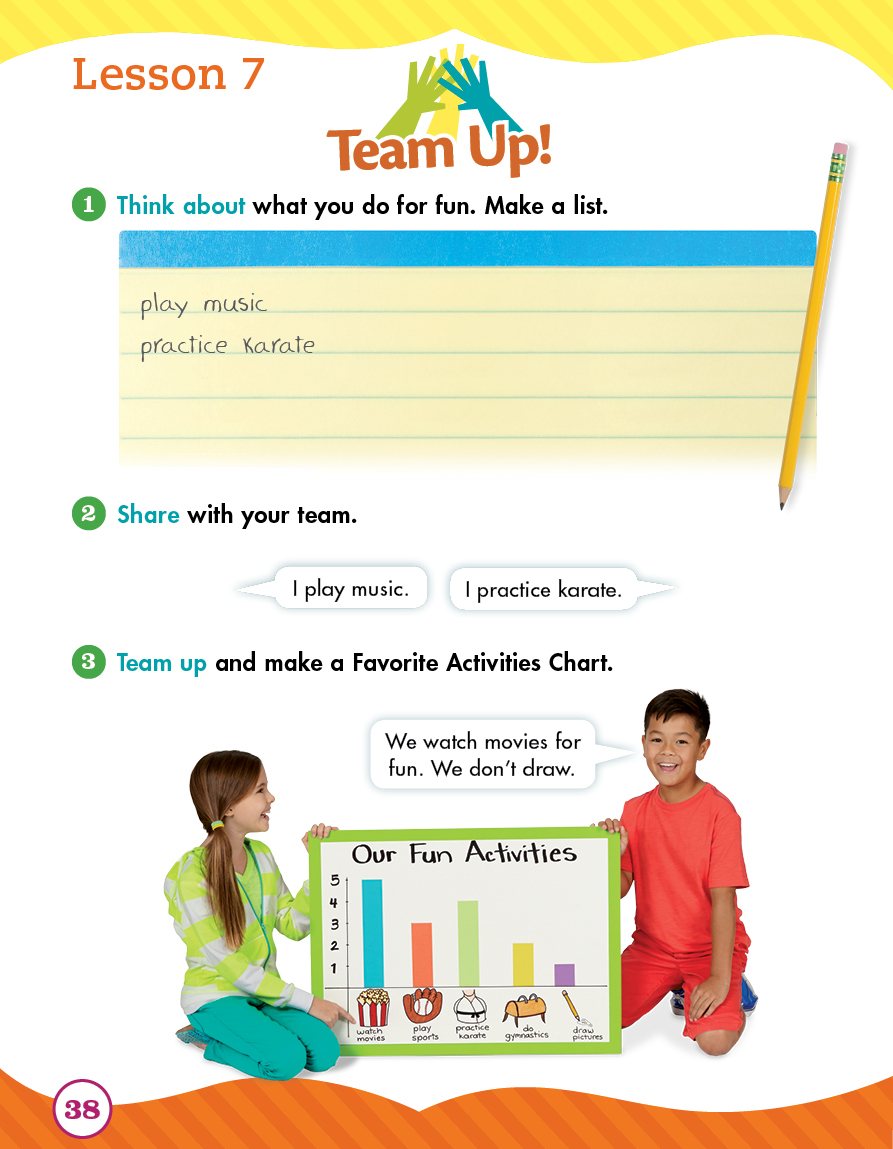 Lesson 7
Team Up!
1 Think about what you do for fun. Make a list.
play music
practice karate
2 Share with your team.
I play music.
I practice karate.
3 Team up and make a Favorite Activities Chart.
We watch movies for
fun. We don't draw.
Our Fun Activities
5
4
3
2
1
watch
movies
play
sports
practice
karate
do
gymnastics
draw
pictures
38